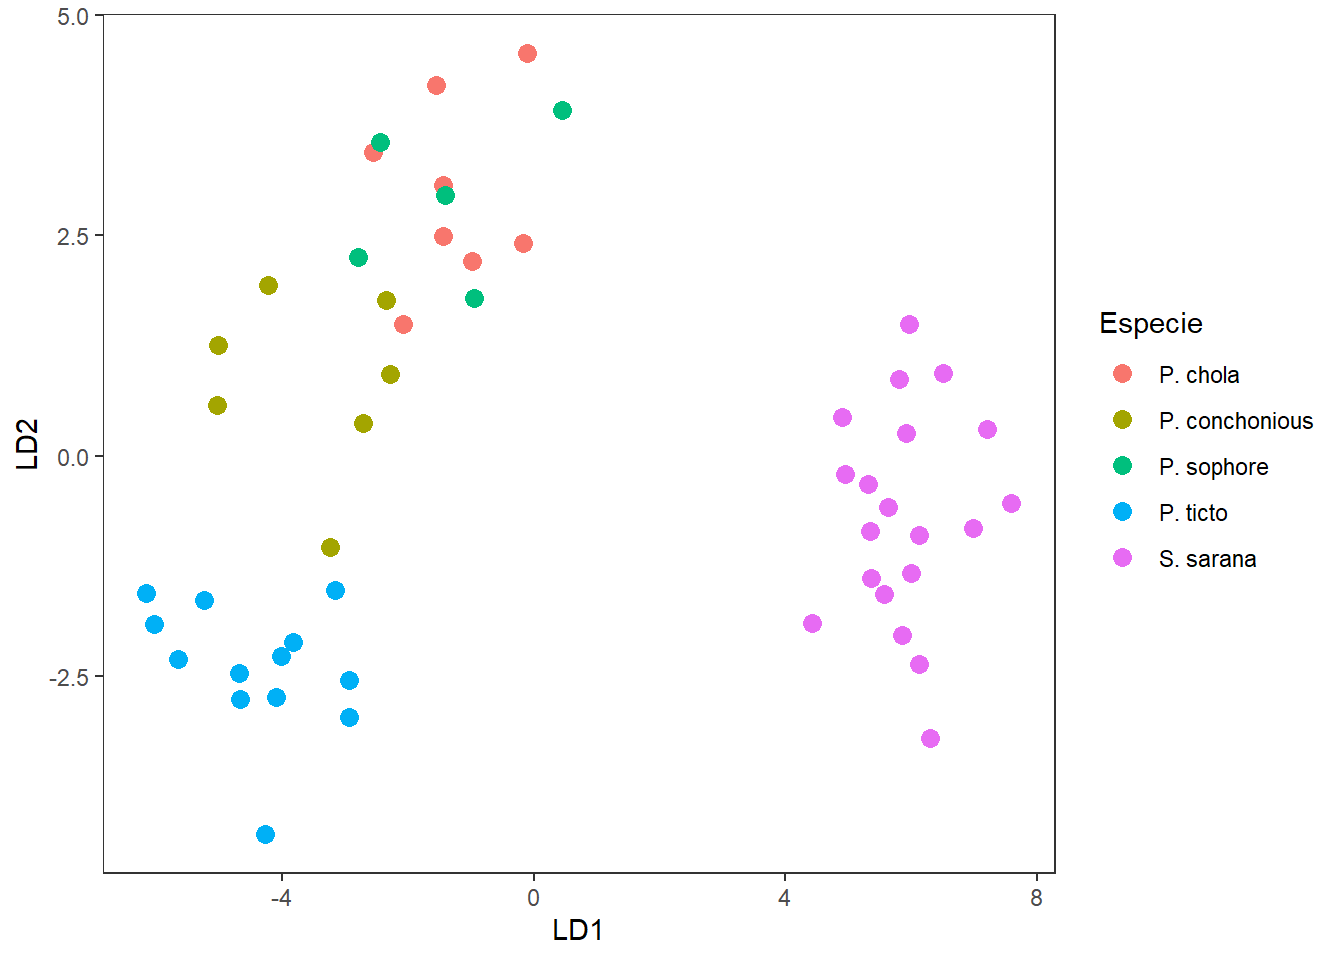 5.0
2.5
0.0
-2.5
LD2
-4
0
4
8
LD1
Especie
P. chola
P. conchonious
P. sophore
P. ticto
S. sarana